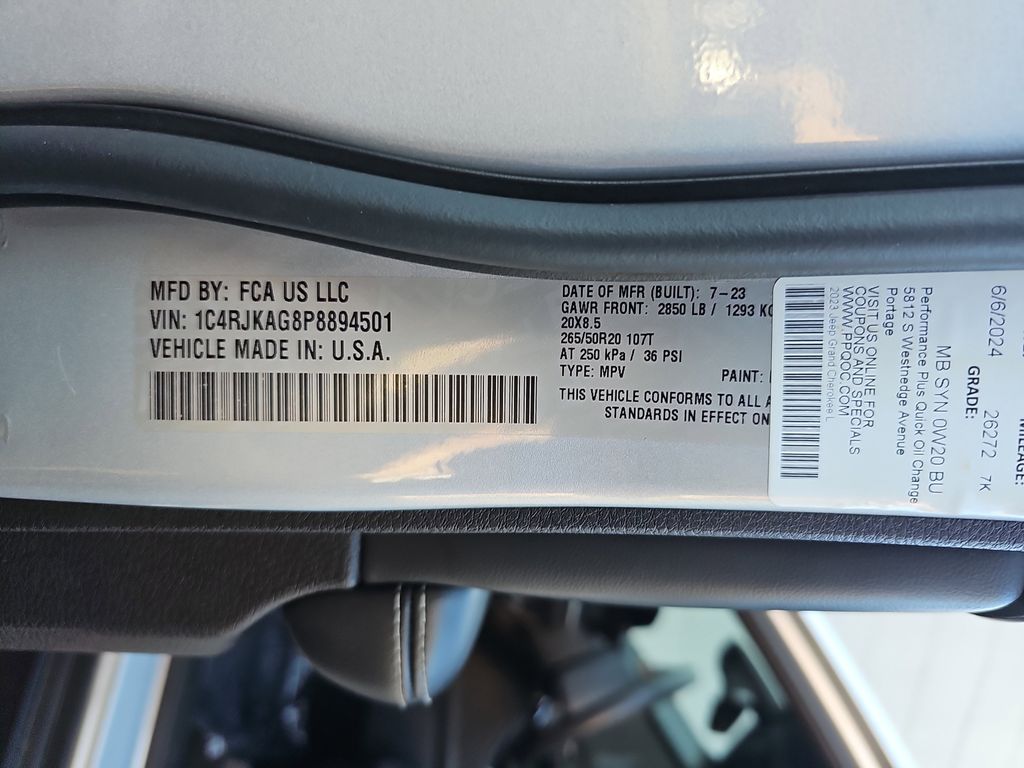 MFD BY: FCA US LLC
VIN: 1C4RJKAG8P8894501
VEHICLE MADE IN: U.S.A.
DATE OF MFR (BUILT): 7-23
GAWR FRONT: 2850 LB / 1293 KG
20X8.5
265/50R20 107T
AT 250 kPa / 36 PSI
TYPE: MPV
PAINT:
THIS VEHICLE CONFORMS TO ALL A
STANDARDS IN EFFECT ON
MILEAGE:
GRADE: 26272 7K
6/6/2024
MB SYN 0W20 BU
Performance Plus Quick Oil Change
5812 S Westnedge Avenue
Portage
VISIT US ONLINE FOR
COUPONS AND SPECIALS
WWW.PPQOC.COM
2023 Jeep Grand Cherokee L